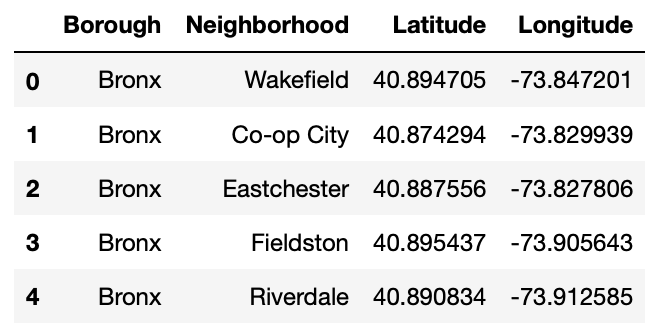 Borough Neighborhood Latitude Longitude
0 Bronx Wakefield 40.894705 -73.847201
1 Bronx Co-op City 40.874294 -73.829939
2 Bronx Eastchester 40.887556 -73.827806
3 Bronx Fieldston 40.895437 -73.905643
4 Bronx Riverdale 40.890834 -73.912585